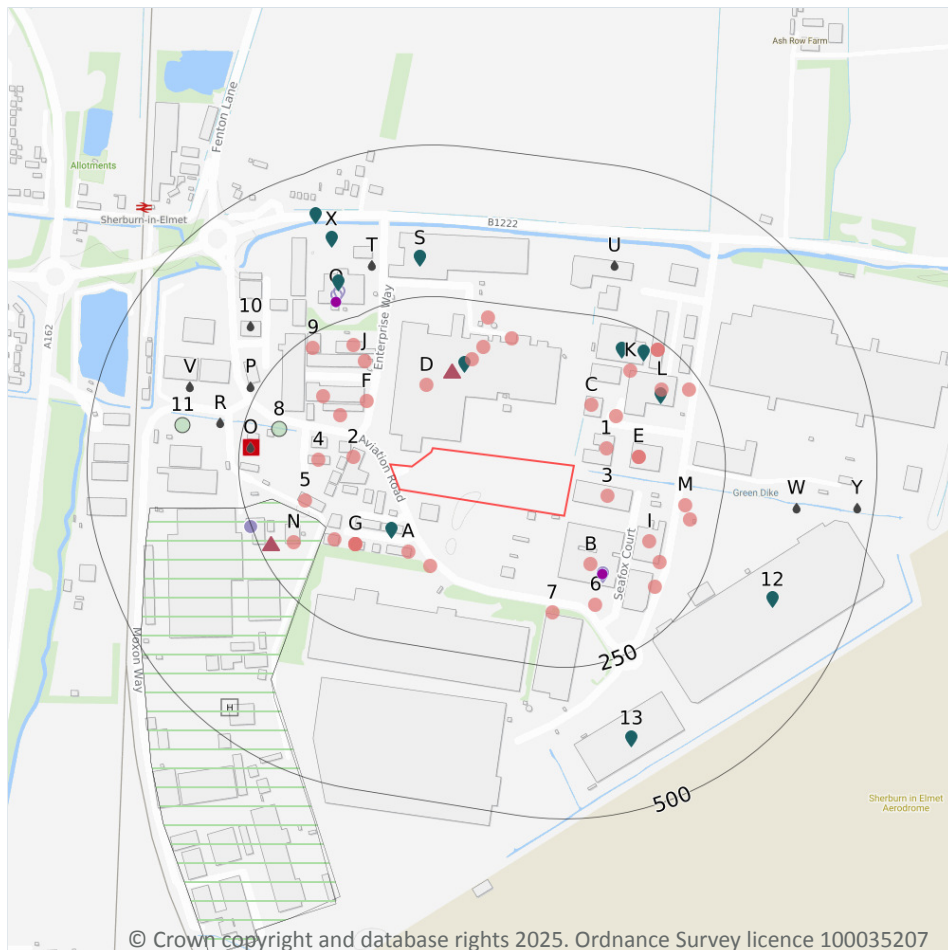 Ash Row Farm
Fenton Lane
Allotments
Sherburn-in-Elmet
B1222
X
T
S
U
Q
A162
10
9
J
Enterprise Way
D
K
L
V
P
F
C
11
R
8
O
4
2
Aviation Road
1
E
5
3
M
Green Dike
W
Y
N
G
A
I
B
6
Seafox Court
7
12
Moxon Way
250
H
13
500
Sherburn in Elmet
Aerodrome
© Crown copyright and database rights 2025. Ordnance Survey licence 100035207